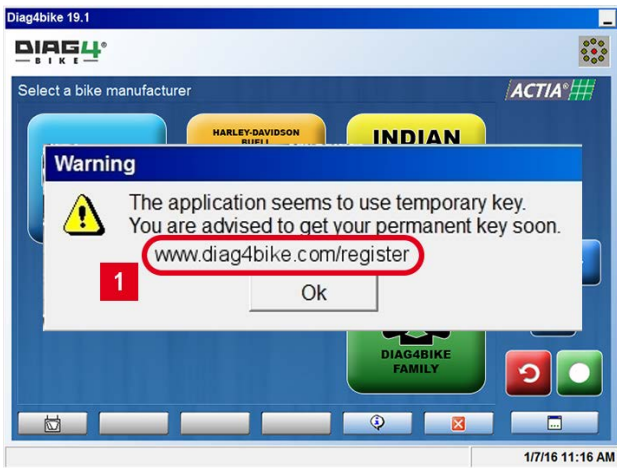 Diag4bike 19.1
DIAG4®
BIKE
Select a bike manufacturer
ACTIA®
HARLEY-DAVIDSON
BUELL
INDIAN
Warning
The application seems to use temporary key.
You are advised to get your permanent key soon.
www.diag4bike.com/register
1
Ok
DIAG4BIKE
FAMILY
1/7/16 11:16 AM